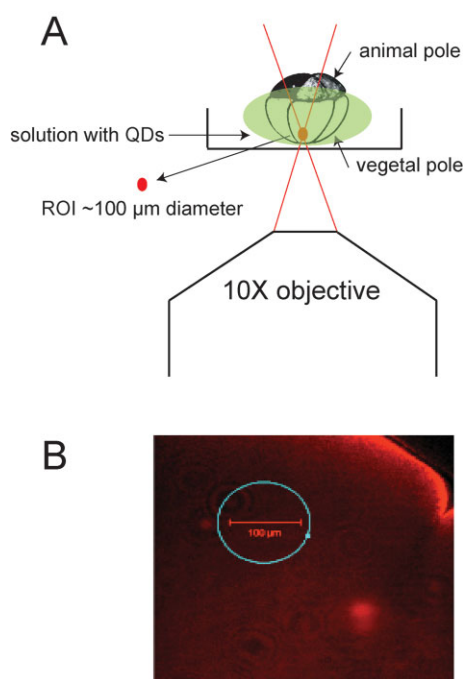 A
animal pole
solution with QDs
vegetal pole
ROI ~100 µm diameter
10X objective
B
100 µm